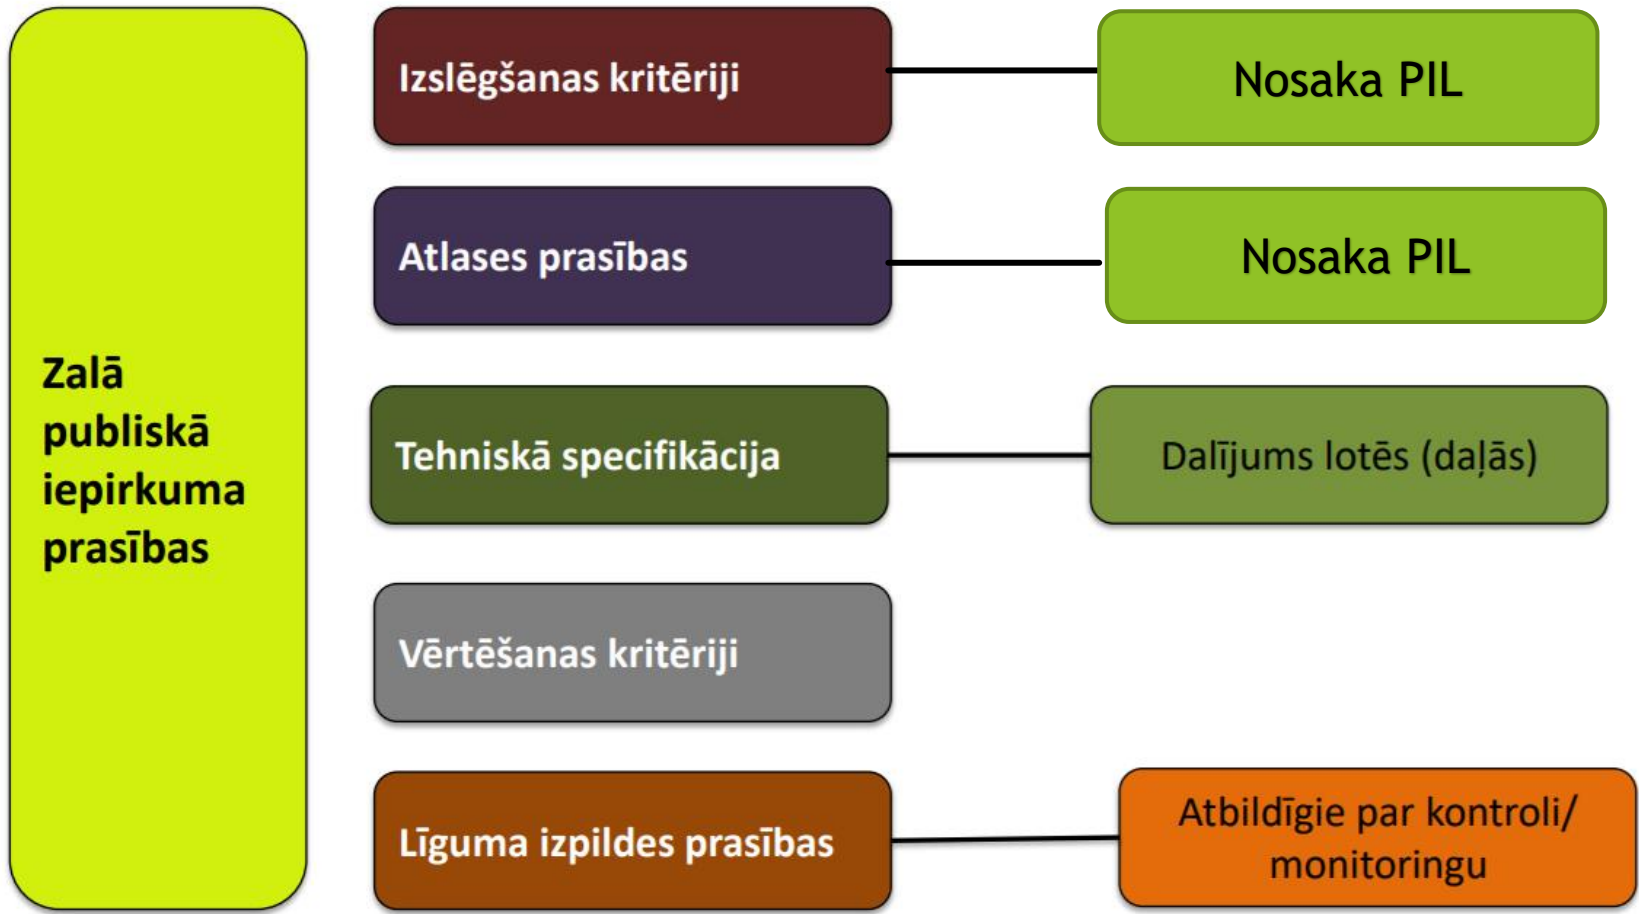 Zaļā
publiskā
iepirkuma
prasības
Izslēgšanas kritēriji
Nosaka PIL
Atlases prasības
Nosaka PIL
Tehniskā specifikācija
Dalījums lotēs (daļās)
Vērtēšanas kritēriji
Līguma izpildes prasības
Atbildīgie par kontroli/
monitoringu